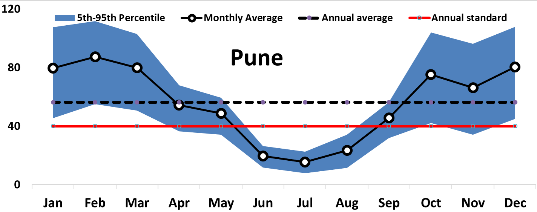 120
5th-95th Percentile Monthly Average Annual average Annual standard
Pune
80
40
0
Jan Feb Mar Apr May Jun Jul Aug Sep Oct Nov Dec